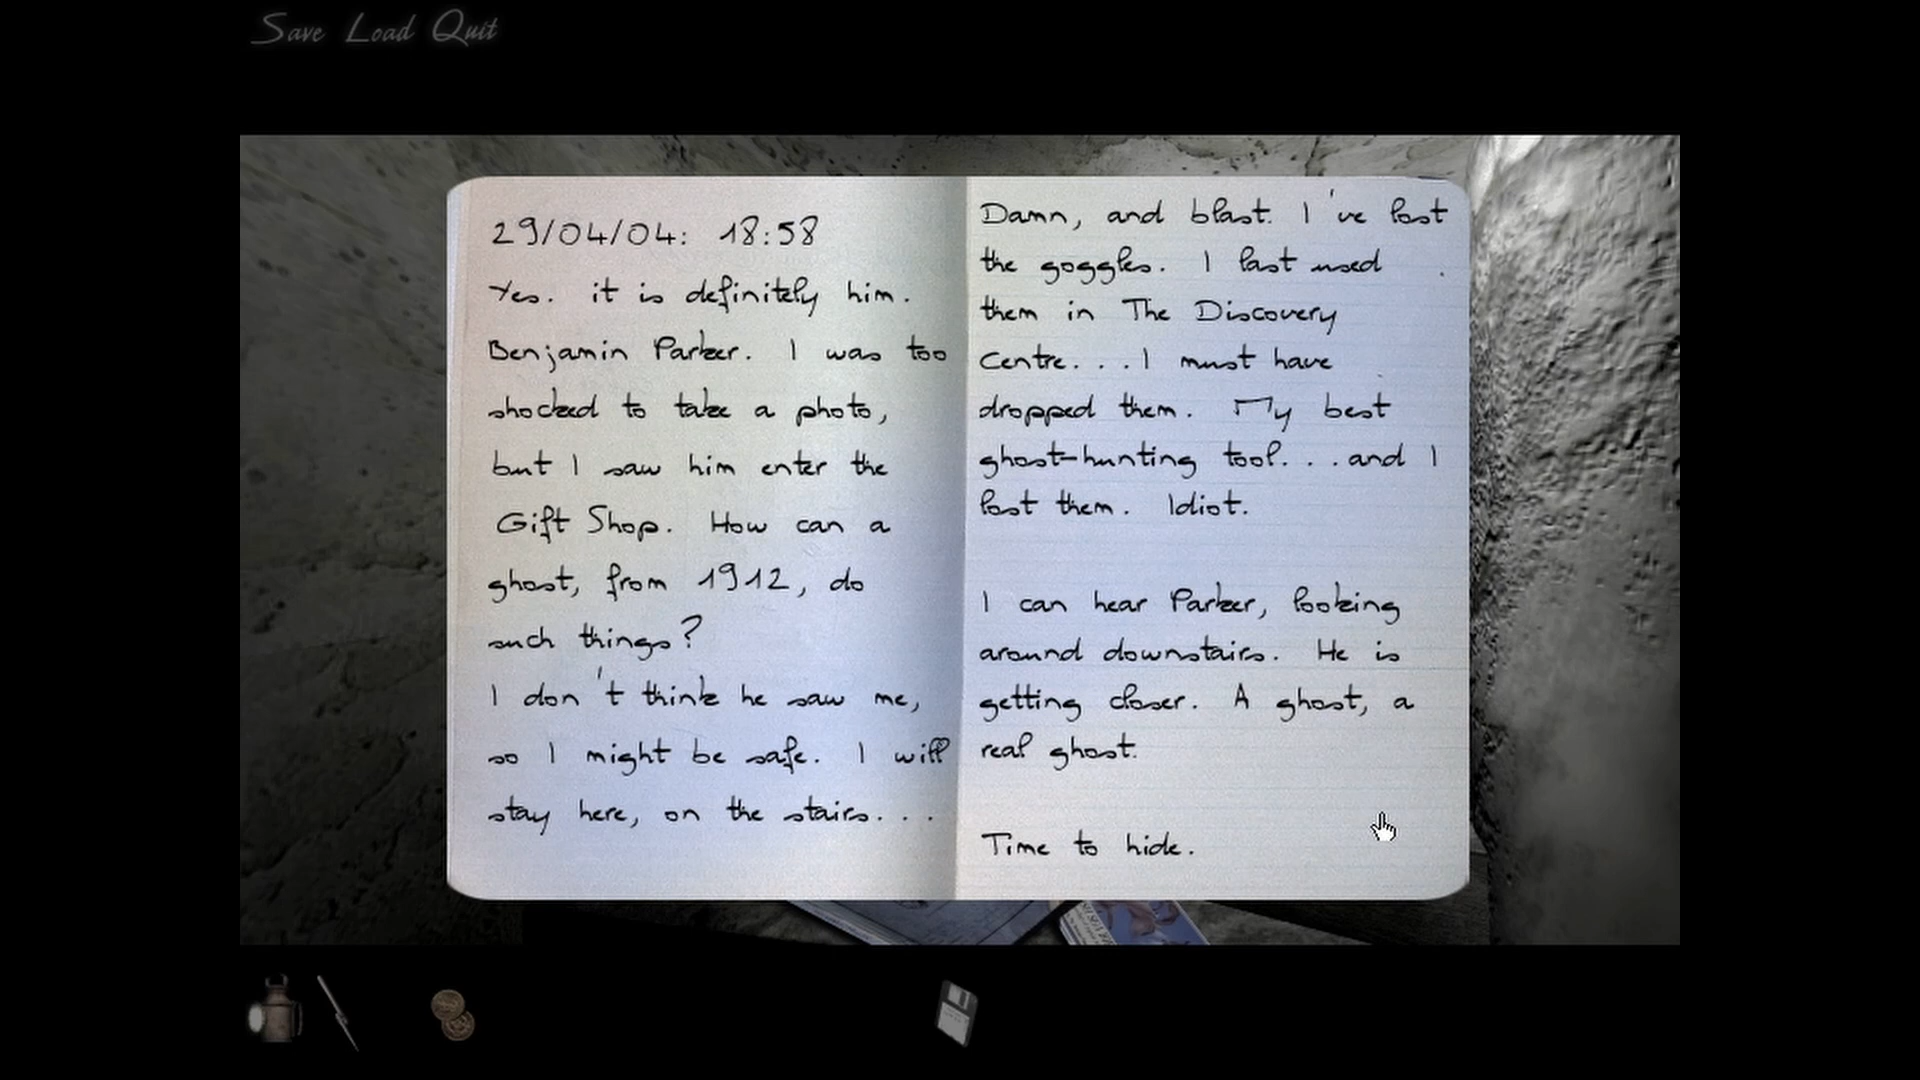 Save Load Quit
29/04/04: 18:58
Yes. it is definitely him.
Benjamin Parker. I was too
shocked to take a photo,
but I saw him enter the
Gift Shop. How can a
ghost, from 1912, do
such things?
I don't think he saw me,
so I might be safe. I will
stay here, on the stairs...
Damn, and blast. I've lost
the goggles. I last used
them in The Discovery
Centre...I must have
dropped them. My best
ghost-hunting tool...and I
lost them. Idiot.
I can hear Parker, looking
around downstairs. He is
getting closer. A ghost, a
real ghost.
Time to hide.